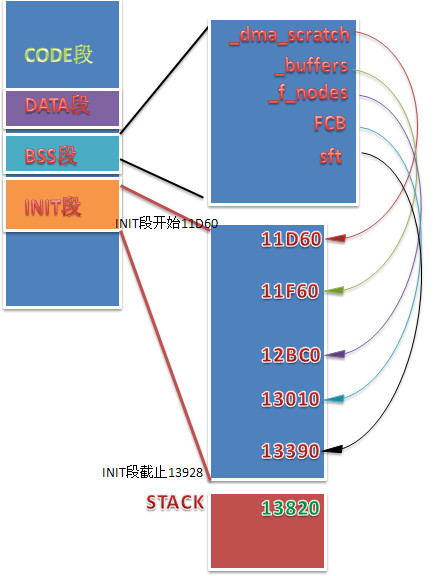 CODE段
DATA段
BSS段
INIT段
_dma_scratch
_buffers
_f_nodes
FCB
sft
INIT段开始11D60
11D60
11F60
12BC0
13010
13390
INIT段截止13928
STACK
13820